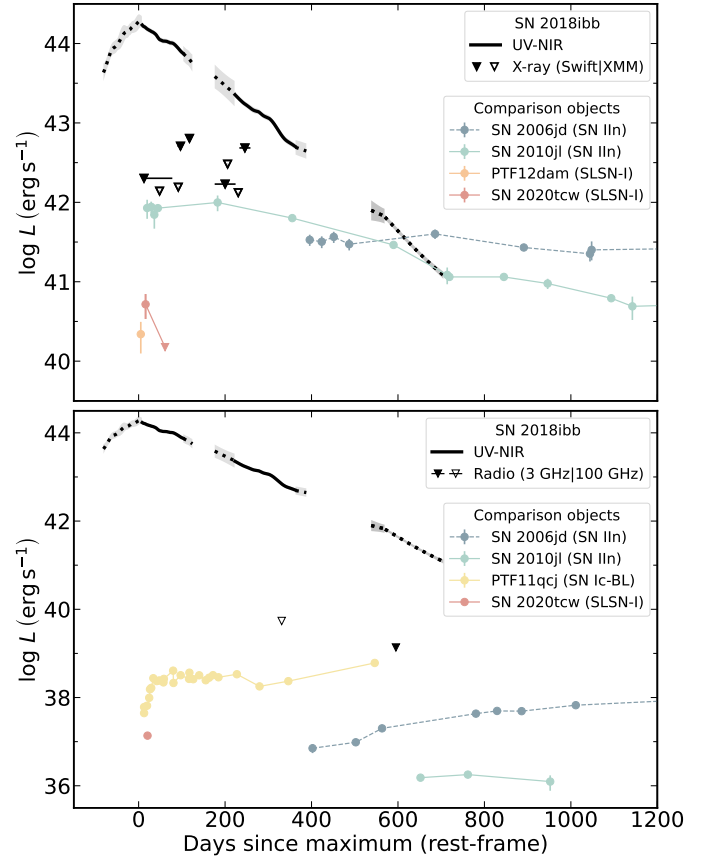 44
43
42
41
40
log L (erg s⁻¹)
SN 2018ibb
UV-NIR
X-ray (Swift|XMM)
Comparison objects
SN 2006jd (SN IIn)
SN 2010jl (SN IIn)
PTF12dam (SLSN-I)
SN 2020tcw (SLSN-I)
44
42
40
38
36
log L (erg s⁻¹)
SN 2018ibb
UV-NIR
Radio (3 GHz|100 GHz)
Comparison objects
SN 2006jd (SN IIn)
SN 2010jl (SN IIn)
PTF11qcj (SN Ic-BL)
SN 2020tcw (SLSN-I)
0 200 400 600 800 1000 1200
Days since maximum (rest-frame)